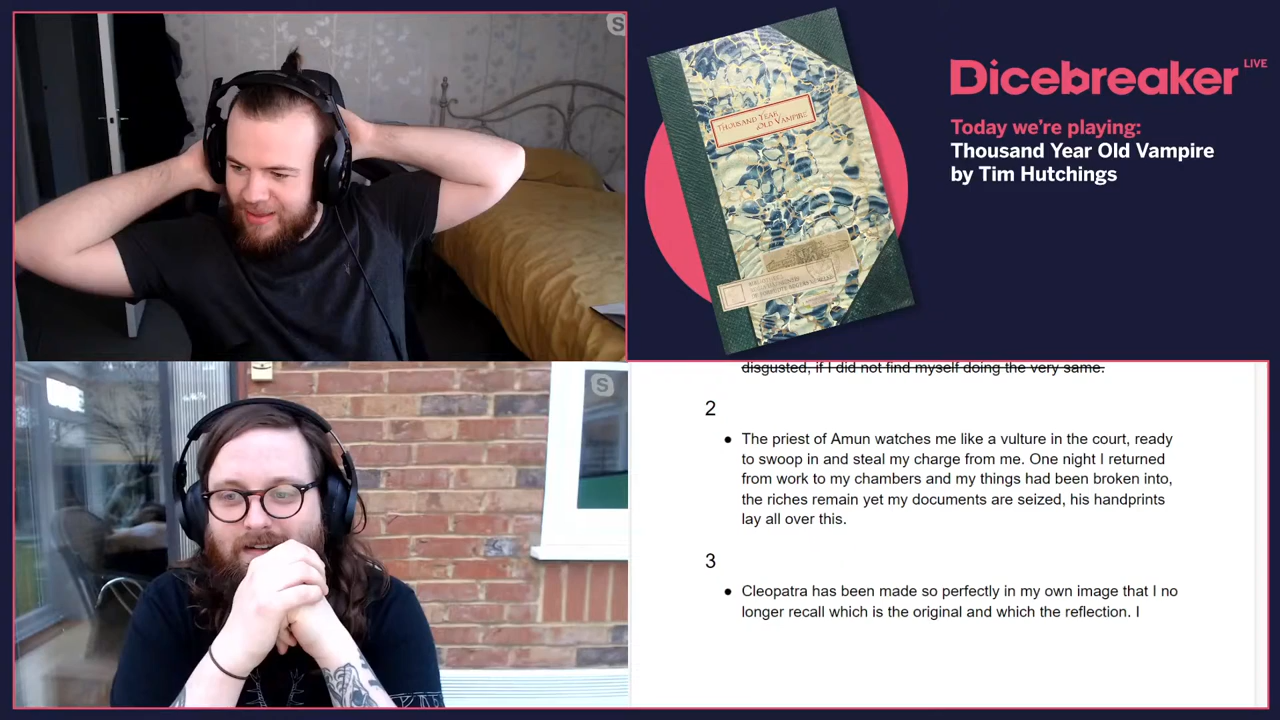 THOUSAND YEAR
OLD VAMPIRE
Dicebreaker LIVE
Today we're playing:
Thousand Year Old Vampire
by Tim Hutchings
disgusted, if I did not find myself doing the very same.
2
● The priest of Amun watches me like a vulture in the court, ready
to swoop in and steal my charge from me. One night I returned
from work to my chambers and my things had been broken into,
the riches remain yet my documents are seized, his handprints
lay all over this.
3
● Cleopatra has been made so perfectly in my own image that I no
longer recall which is the original and which the reflection. I